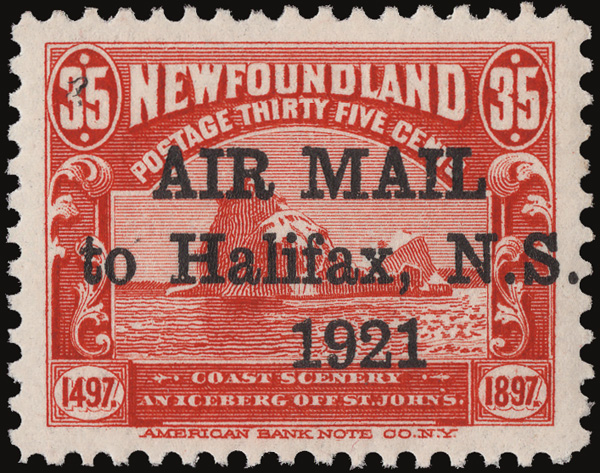 35 NEWFOUNDLAND 35
POSTAGE THIRTY FIVE CENTS
AIR MAIL
to Halifax, N.S.
1921
1497. COAST SCENERY 1897.
AN ICEBERG OFF ST. JOHN'S.
AMERICAN BANK NOTE CO. N.Y.